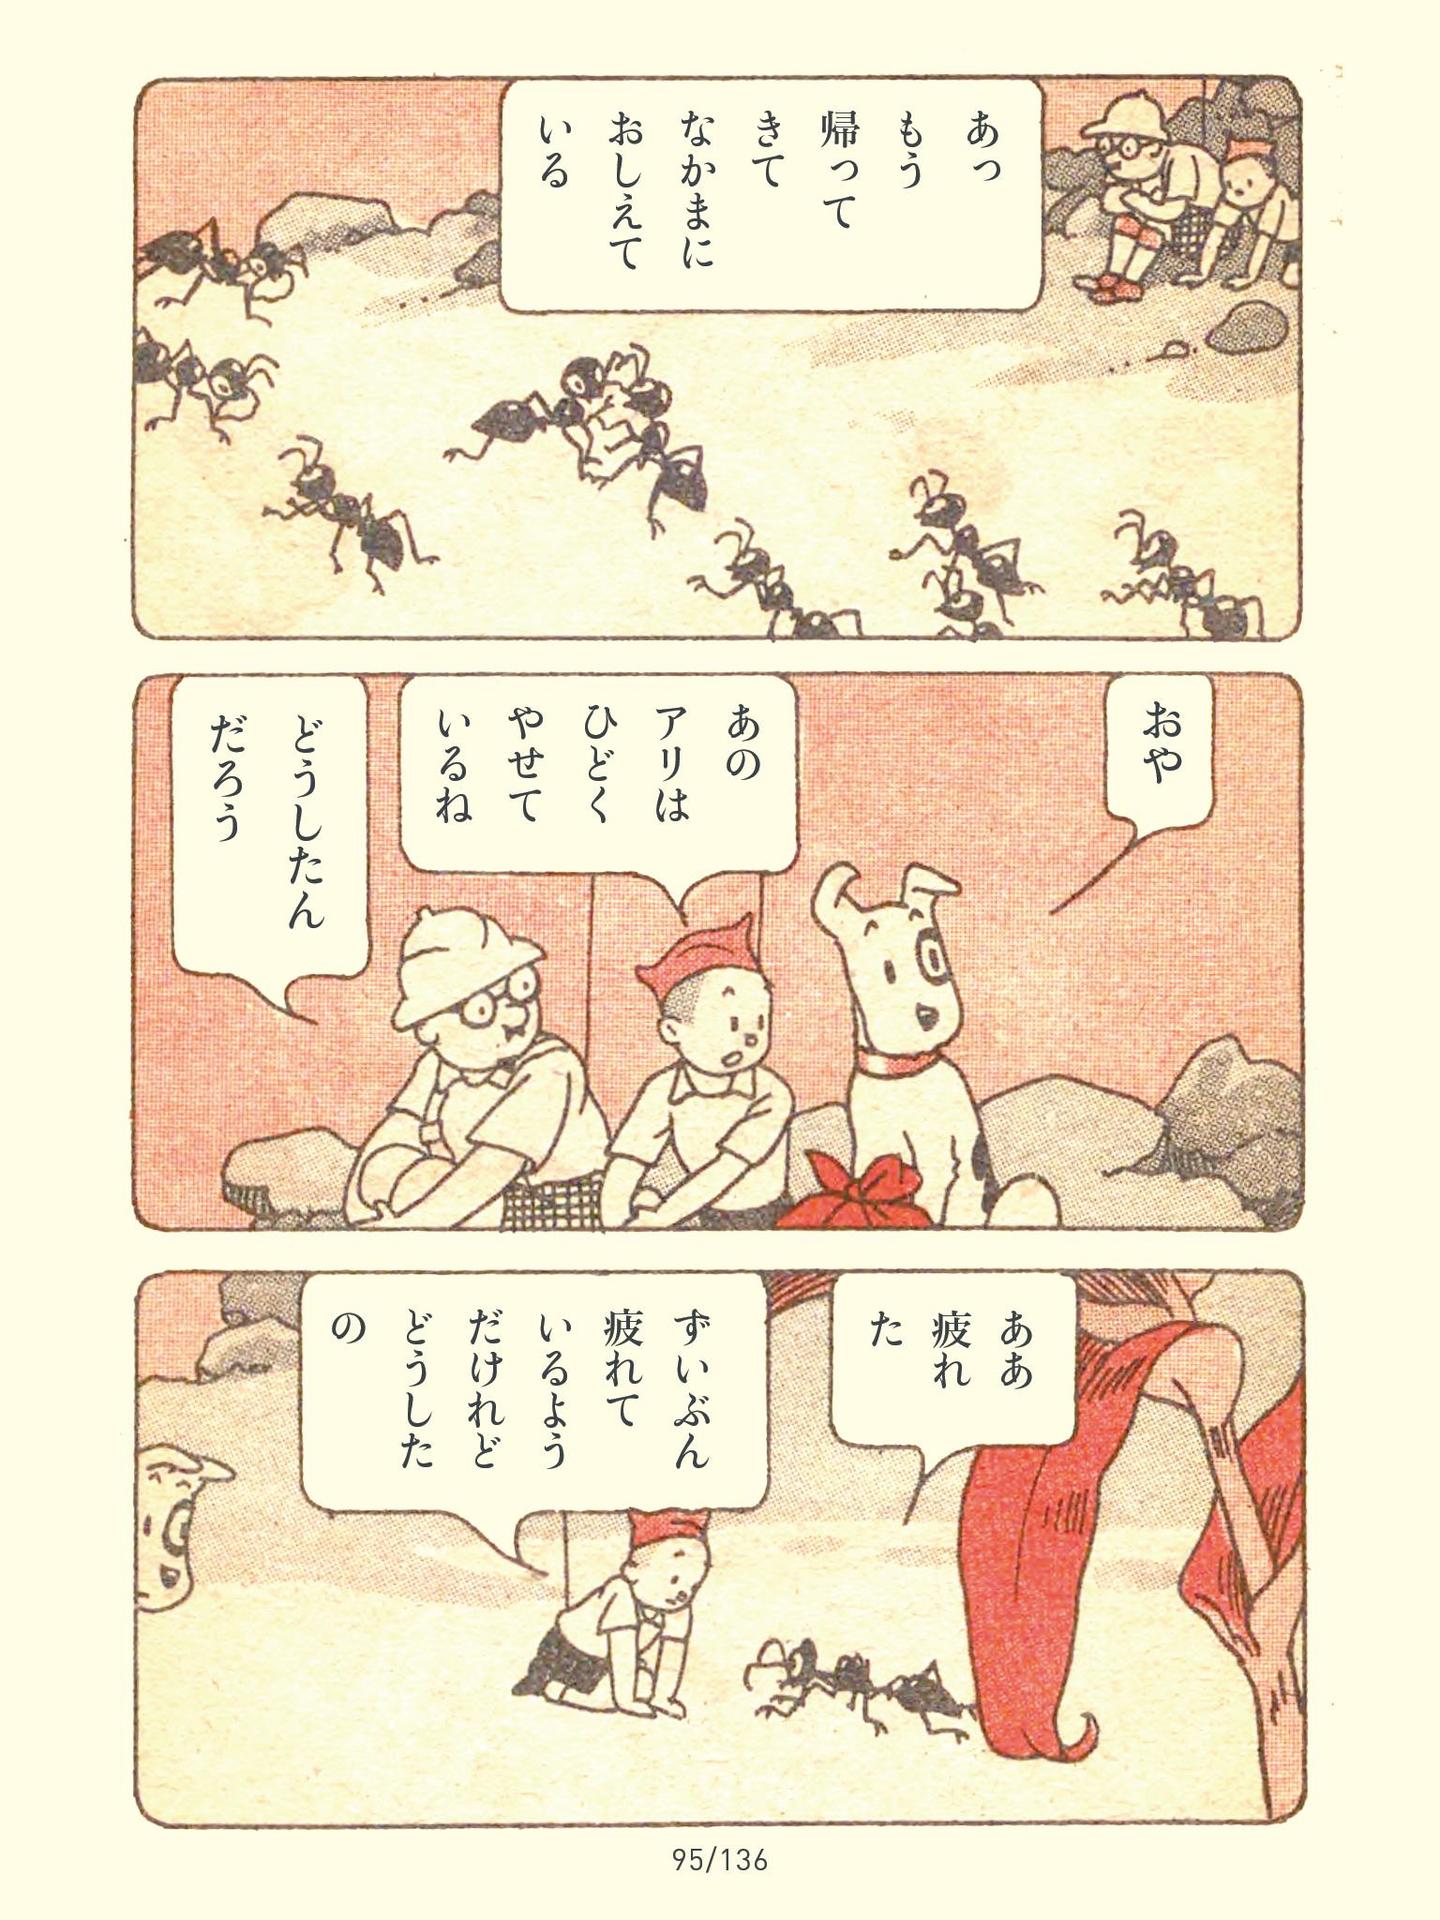 あっ
もう
帰って
きて
なかまに
おしえて
いる
おや
あの
アリは
ひどく
やせて
いるね
どうしたん
だろう
ああ
疲れ
た
ずいぶん
疲れて
いるよう
だけれど
どうした
の
95/136